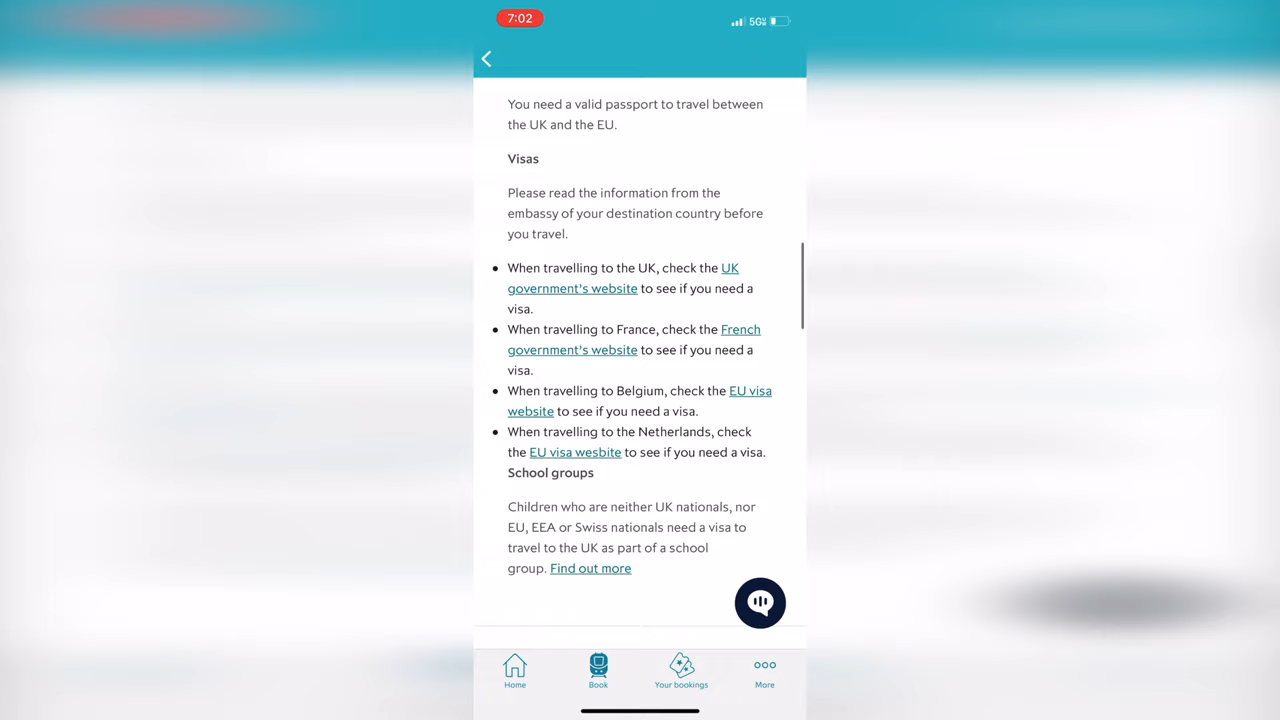 7:02
5G
You need a valid passport to travel between
the UK and the EU.
Visas
Please read the information from the
embassy of your destination country before
you travel.
• When travelling to the UK, check the UK
government's website to see if you need a
visa.
• When travelling to France, check the French
government's website to see if you need a
visa.
• When travelling to Belgium, check the EU visa
website to see if you need a visa.
• When travelling to the Netherlands, check
the EU visa wesbite to see if you need a visa.
School groups
Children who are neither UK nationals, nor
EU, EEA or Swiss nationals need a visa to
travel to the UK as part of a school
group. Find out more
Home Book Your bookings More